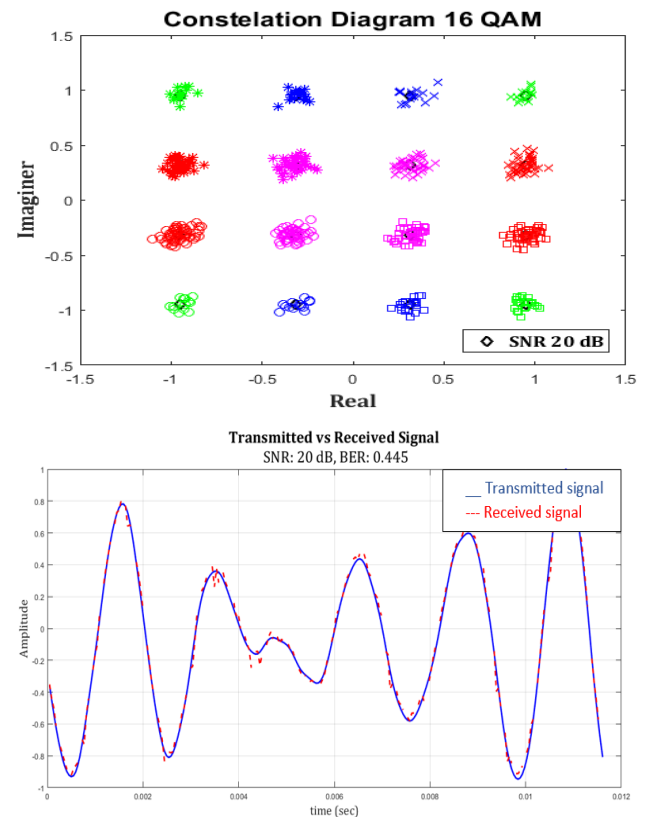 Constelation Diagram 16 QAM
1.5
1
0.5
0
-0.5
-1
-1.5
Imaginer
SNR 20 dB
-1.5 -1 -0.5 0 0.5 1 1.5
Real
Transmitted vs Received Signal
SNR: 20 dB, BER: 0.445
Transmitted signal
Received signal
1
0.8
0.6
0.4
0.2
0
-0.2
-0.4
-0.6
-0.8
-1
Amplitude
0 0.002 0.004 0.006 0.008 0.01 0.012
time (sec)